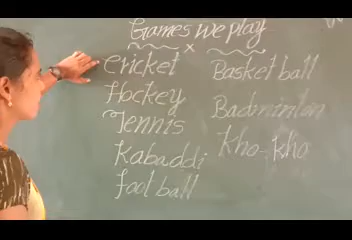 Games we play
x
Cricket
Hockey
Tennis
Kabaddi
foot ball
Basket ball
Badminton
Kho-kho